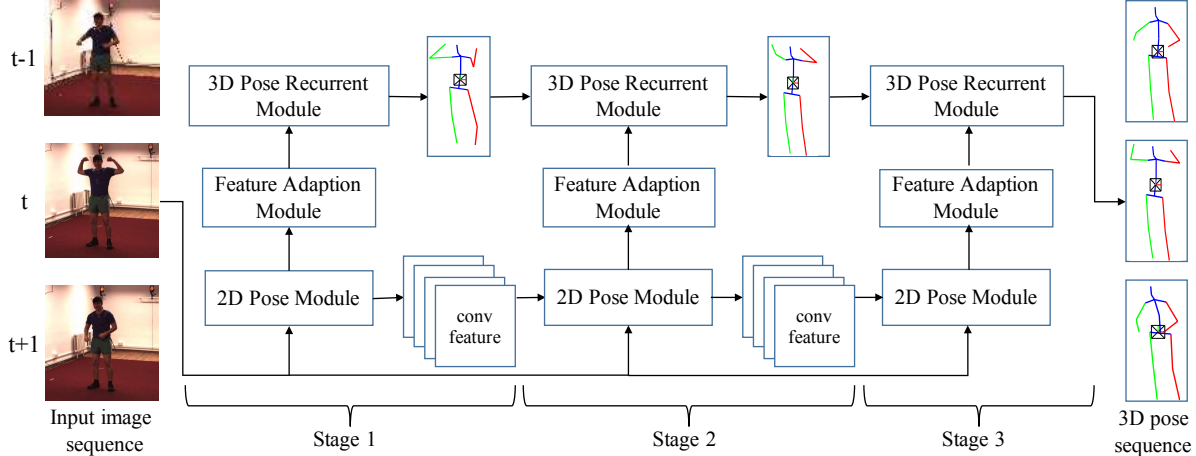 t-1
t
t+1
Input image
sequence
3D Pose Recurrent
Module
Feature Adaption
Module
2D Pose Module
conv
feature
Stage 1
3D Pose Recurrent
Module
Feature Adaption
Module
2D Pose Module
conv
feature
Stage 2
3D Pose Recurrent
Module
Feature Adaption
Module
2D Pose Module
Stage 3
3D pose
sequence